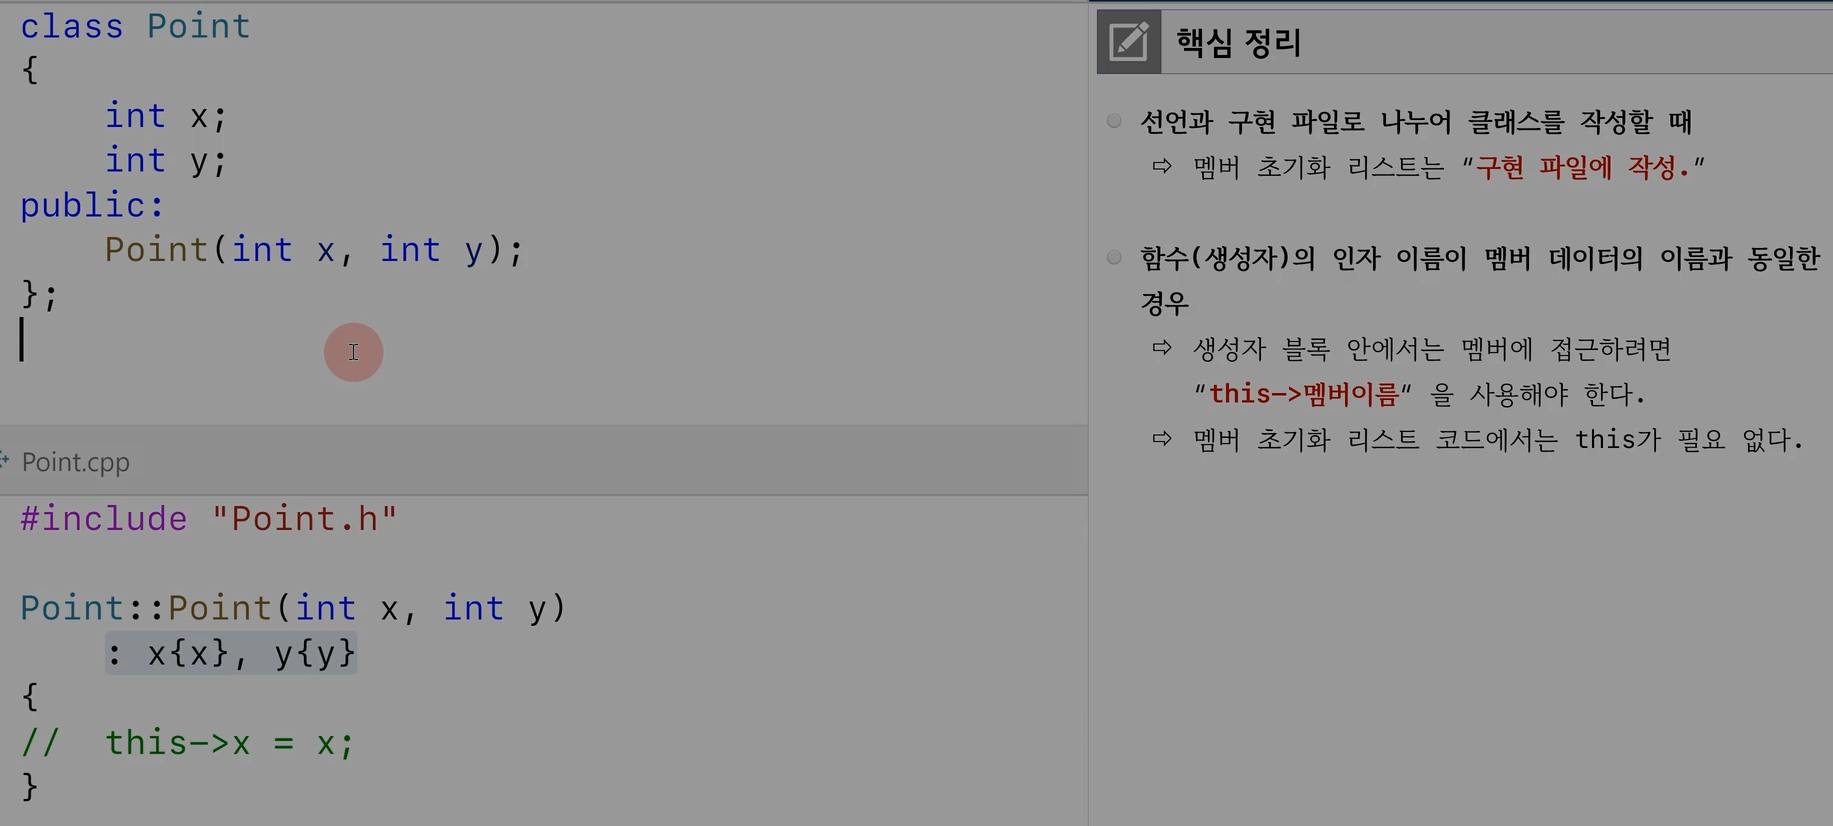 class Point
{
    int x;
    int y;
public:
    Point(int x, int y);
};
Point.cpp
#include "Point.h"
Point::Point(int x, int y)
    : x{x}, y{y}
{
//  this->x = x;
}
핵심 정리
선언과 구현 파일로 나누어 클래스를 작성할 때
⇨ 멤버 초기화 리스트는 “구현 파일에 작성.”
함수(생성자)의 인자 이름이 멤버 데이터의 이름과 동일한
경우
⇨ 생성자 블록 안에서는 멤버에 접근하려면
“this->멤버이름“ 을 사용해야 한다.
⇨ 멤버 초기화 리스트 코드에서는 this가 필요 없다.